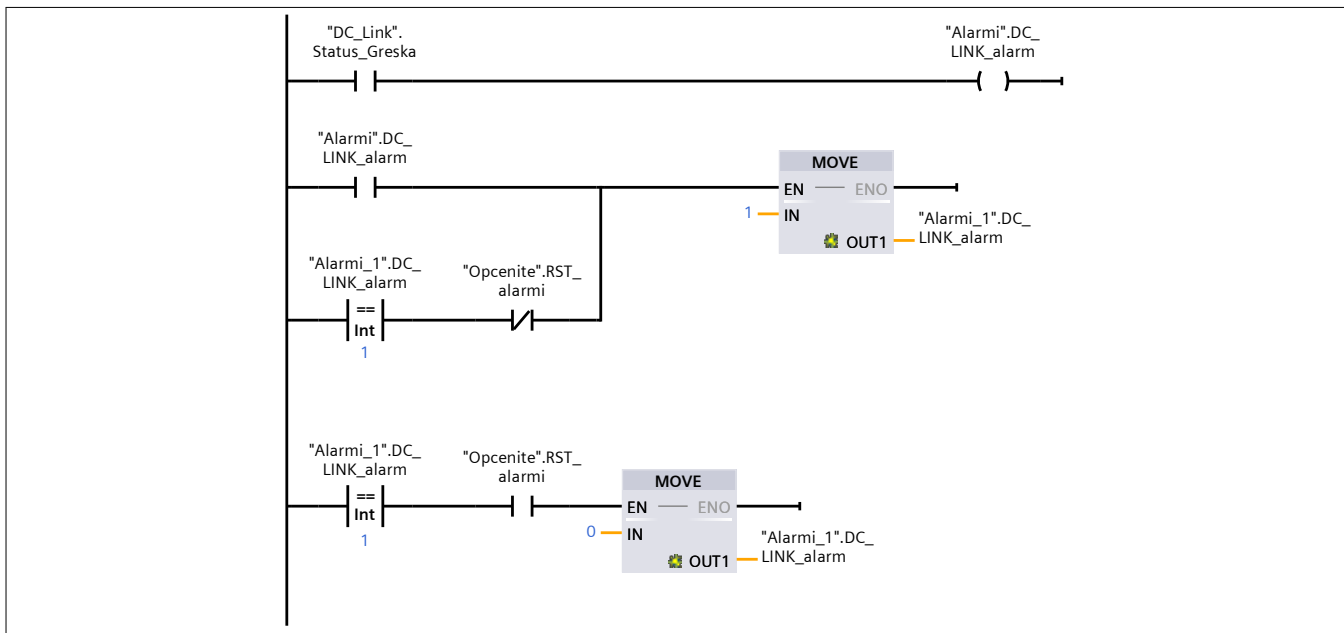 "DC_Link".
Status_Greska
"Alarmi".DC_
LINK_alarm
"Alarmi".DC_
LINK_alarm
MOVE
EN
ENO
1
IN
OUT1
"Alarmi_1".DC_
LINK_alarm
"Alarmi_1".DC_
LINK_alarm
==
Int
1
"Opcenite".RST_
alarmi
"Alarmi_1".DC_
LINK_alarm
==
Int
1
"Opcenite".RST_
alarmi
MOVE
EN
ENO
0
IN
OUT1
"Alarmi_1".DC_
LINK_alarm